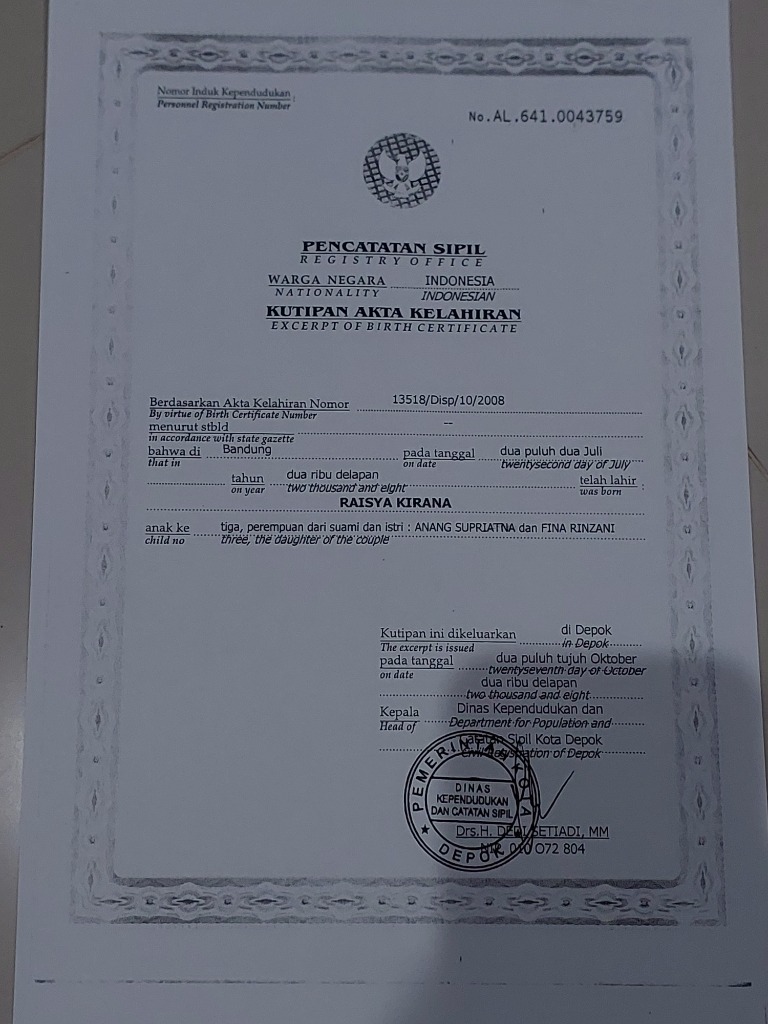 Nomor Induk Kependudukan :
Personnel Registration Number
No.AL.641.0043759
PENCATATAN SIPIL
REGISTRY OFFICE
WARGA NEGARA INDONESIA
NATIONALITY INDONESIAN
KUTIPAN AKTA KELAHIRAN
EXCERPT OF BIRTH CERTIFICATE
Berdasarkan Akta Kelahiran Nomor 13518/Disp/10/2008
By virtue of Birth Certificate Number
menurut stbld --
in accordance with state gazette
bahwa di Bandung pada tanggal dua puluh dua Juli
that in on date twentysecond day of JULY
tahun dua ribu delapan telah lahir :
on year two thousand and eight was born
RAISYA KIRANA
anak ke tiga, perempuan dari suami dan istri : ANANG SUPRIATNA dan FINA RINZANI
child no three, the daughter of the couple
Kutipan ini dikeluarkan di Depok
The excerpt is issued in Depok
pada tanggal dua puluh tujuh Oktober
on date twentyseventh day of October
dua ribu delapan
two thousand and eight
Kepala Dinas Kependudukan dan
Head of Department for Population and
Catatan Sipil Kota Depok
Civil Registration of Depok
PEMERINTAH KOTA
DINAS
KEPENDUDUKAN
DAN CATATAN SIPIL
DEPOK
Drs.H. DEDI SETIADI, MM
NIP. 010 072 804